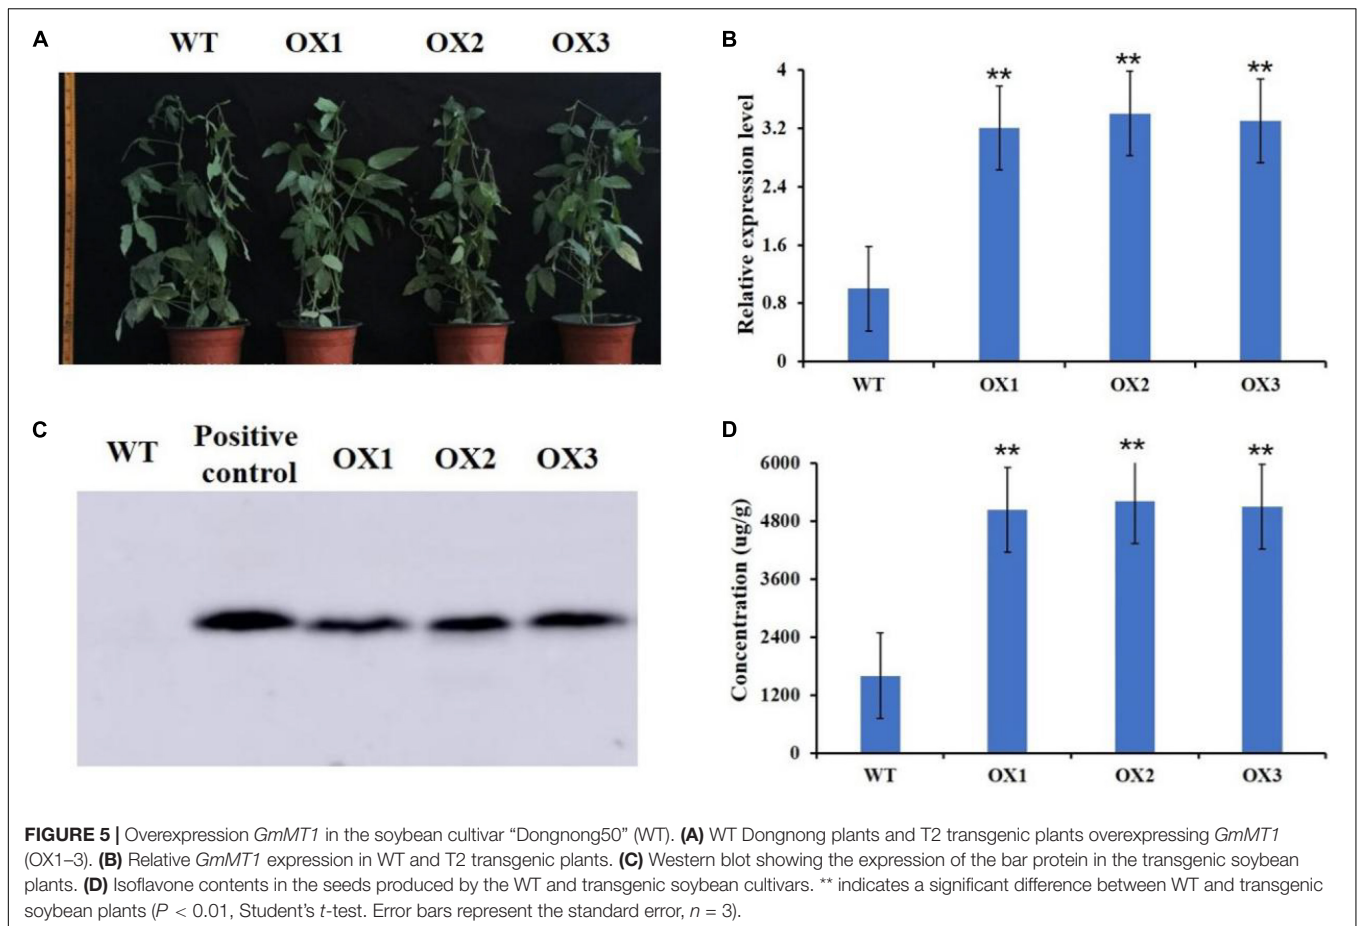 A
WT OX1 OX2 OX3
B
Relative expression level
4
3.2
2.4
1.6
0.8
0
** ** **
WT OX1 OX2 OX3
C
WT Positive control OX1 OX2 OX3
D
Concentration (ug/g)
6000
4800
3600
2400
1200
0
** ** **
WT OX1 OX2 OX3
FIGURE 5 | Overexpression GmMT1 in the soybean cultivar “Dongnong50” (WT). (A) WT Dongnong plants and T2 transgenic plants overexpressing GmMT1
(OX1–3). (B) Relative GmMT1 expression in WT and T2 transgenic plants. (C) Western blot showing the expression of the bar protein in the transgenic soybean
plants. (D) Isoflavone contents in the seeds produced by the WT and transgenic soybean cultivars. ** indicates a significant difference between WT and transgenic
soybean plants (P < 0.01, Student’s t-test. Error bars represent the standard error, n = 3).